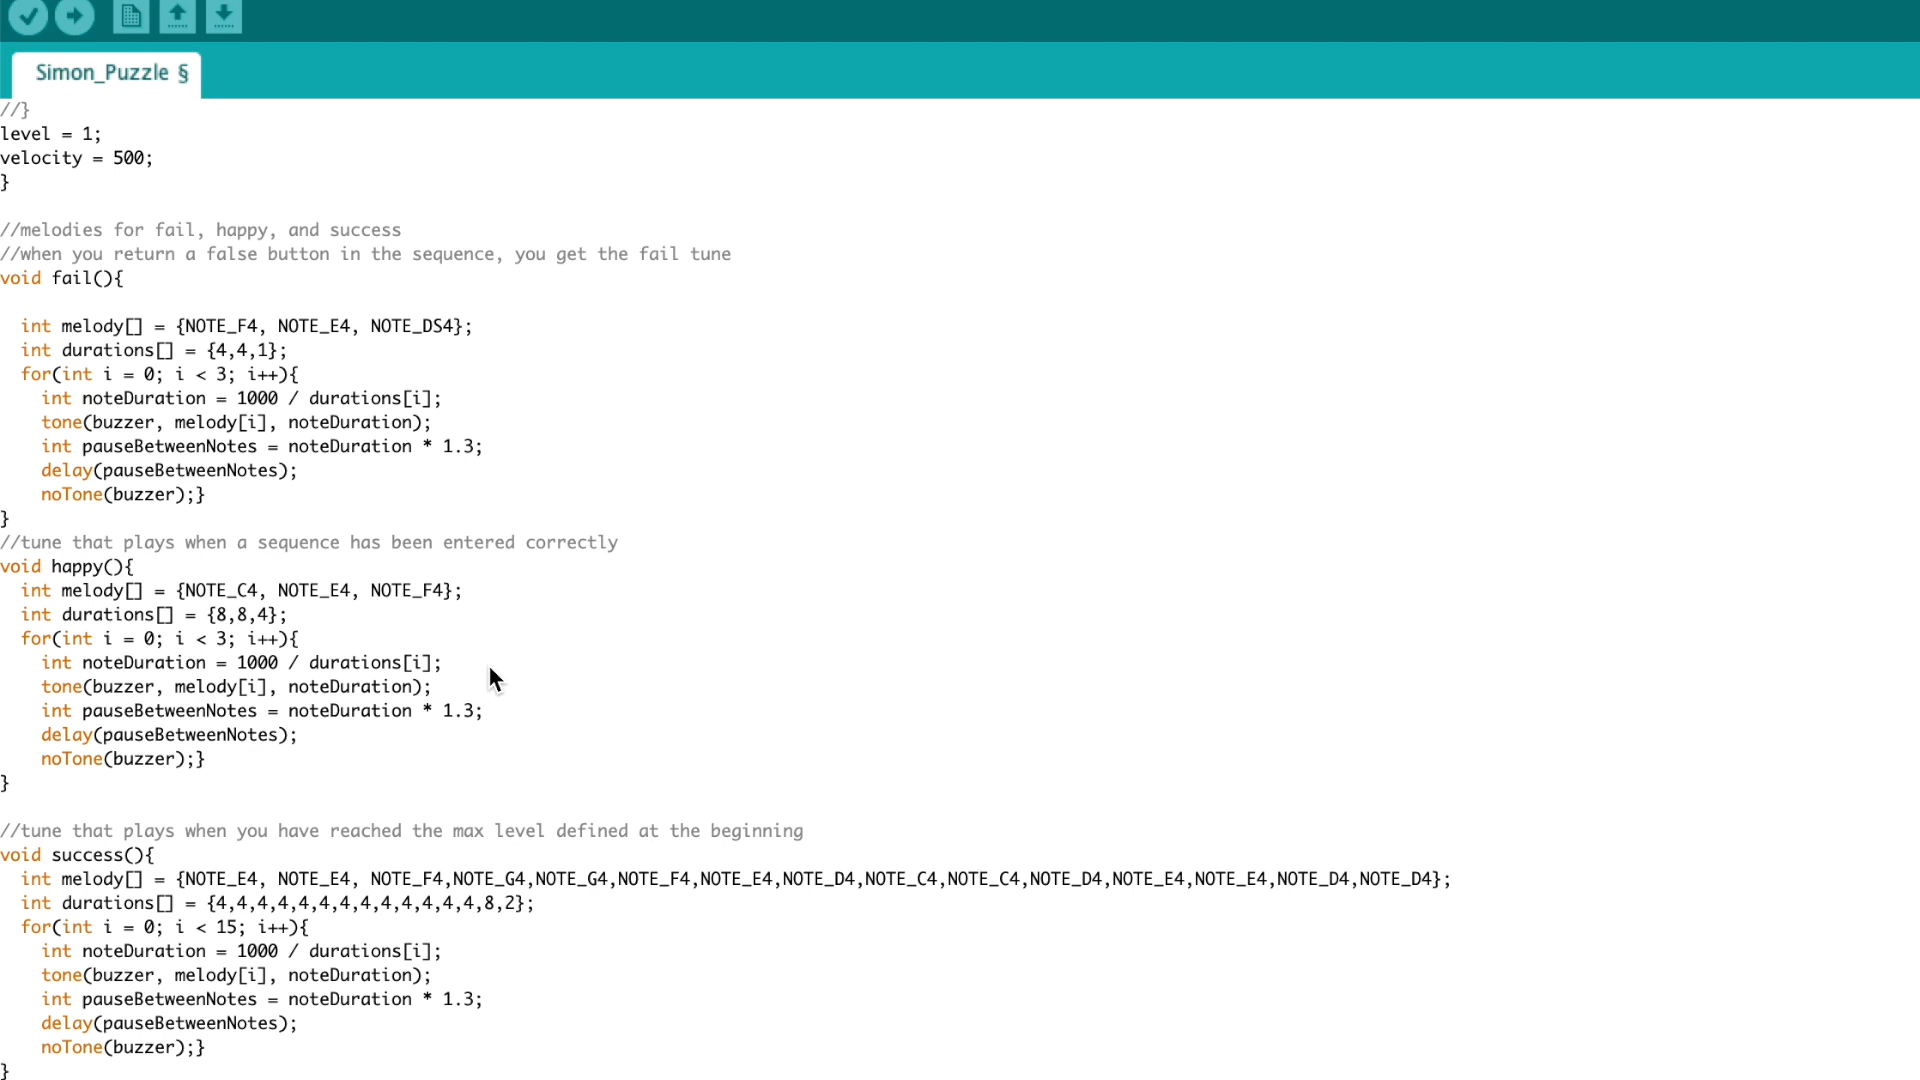 Simon_Puzzle §
//}
level = 1;
velocity = 500;
}
//melodies for fail, happy, and success
//when you return a false button in the sequence, you get the fail tune
void fail(){
int melody[] = {NOTE_F4, NOTE_E4, NOTE_DS4};
int durations[] = {4,4,1};
for(int i = 0; i < 3; i++){
int noteDuration = 1000 / durations[i];
tone(buzzer, melody[i], noteDuration);
int pauseBetweenNotes = noteDuration * 1.3;
delay(pauseBetweenNotes);
noTone(buzzer);}
}
//tune that plays when a sequence has been entered correctly
void happy(){
int melody[] = {NOTE_C4, NOTE_E4, NOTE_F4};
int durations[] = {8,8,4};
for(int i = 0; i < 3; i++){
int noteDuration = 1000 / durations[i];
tone(buzzer, melody[i], noteDuration);
int pauseBetweenNotes = noteDuration * 1.3;
delay(pauseBetweenNotes);
noTone(buzzer);}
}
//tune that plays when you have reached the max level defined at the beginning
void success(){
int melody[] = {NOTE_E4, NOTE_E4, NOTE_F4,NOTE_G4,NOTE_G4,NOTE_F4,NOTE_E4,NOTE_D4,NOTE_C4,NOTE_C4,NOTE_D4,NOTE_E4,NOTE_E4,NOTE_D4,NOTE_D4};
int durations[] = {4,4,4,4,4,4,4,4,4,4,4,4,4,8,2};
for(int i = 0; i < 15; i++){
int noteDuration = 1000 / durations[i];
tone(buzzer, melody[i], noteDuration);
int pauseBetweenNotes = noteDuration * 1.3;
delay(pauseBetweenNotes);
noTone(buzzer);}
}